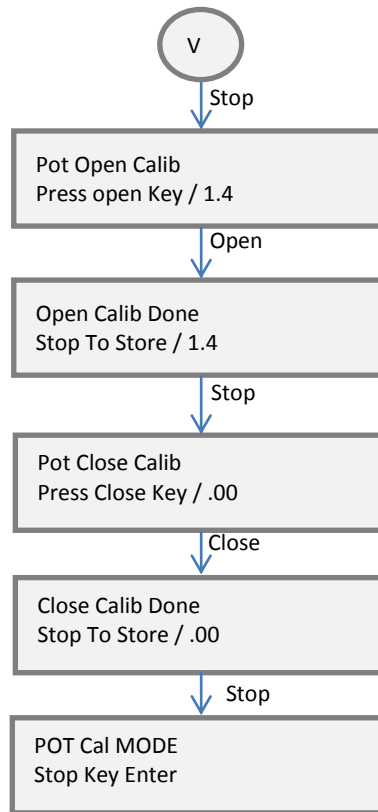 V
Stop
Pot Open Calib
Press open Key / 1.4
Open
Open Calib Done
Stop To Store / 1.4
Stop
Pot Close Calib
Press Close Key / .00
Close
Close Calib Done
Stop To Store / .00
Stop
POT Cal MODE
Stop Key Enter